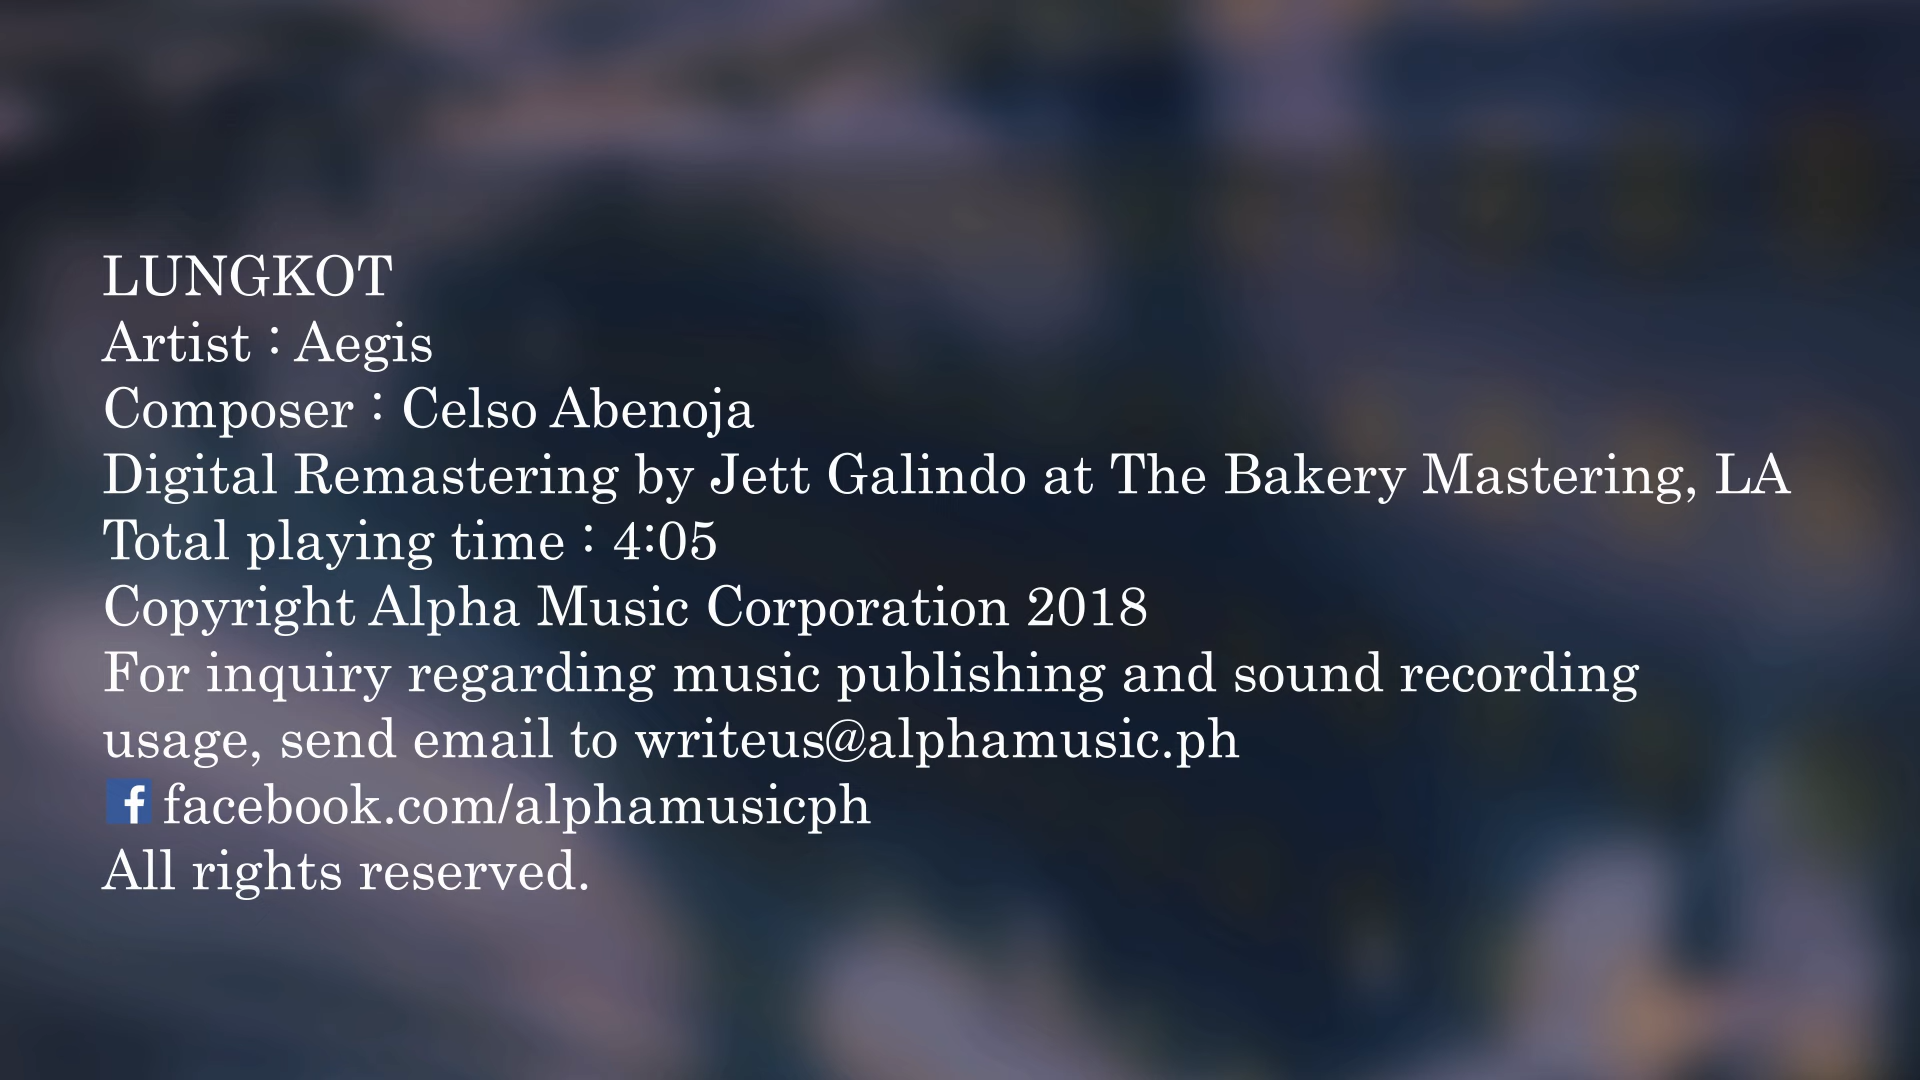 LUNGKOT
Artist : Aegis
Composer : Celso Abenoja
Digital Remastering by Jett Galindo at The Bakery Mastering, LA
Total playing time : 4:05
Copyright Alpha Music Corporation 2018
For inquiry regarding music publishing and sound recording
usage, send email to writeus@alphamusic.ph
f facebook.com/alphamusicph
All rights reserved.